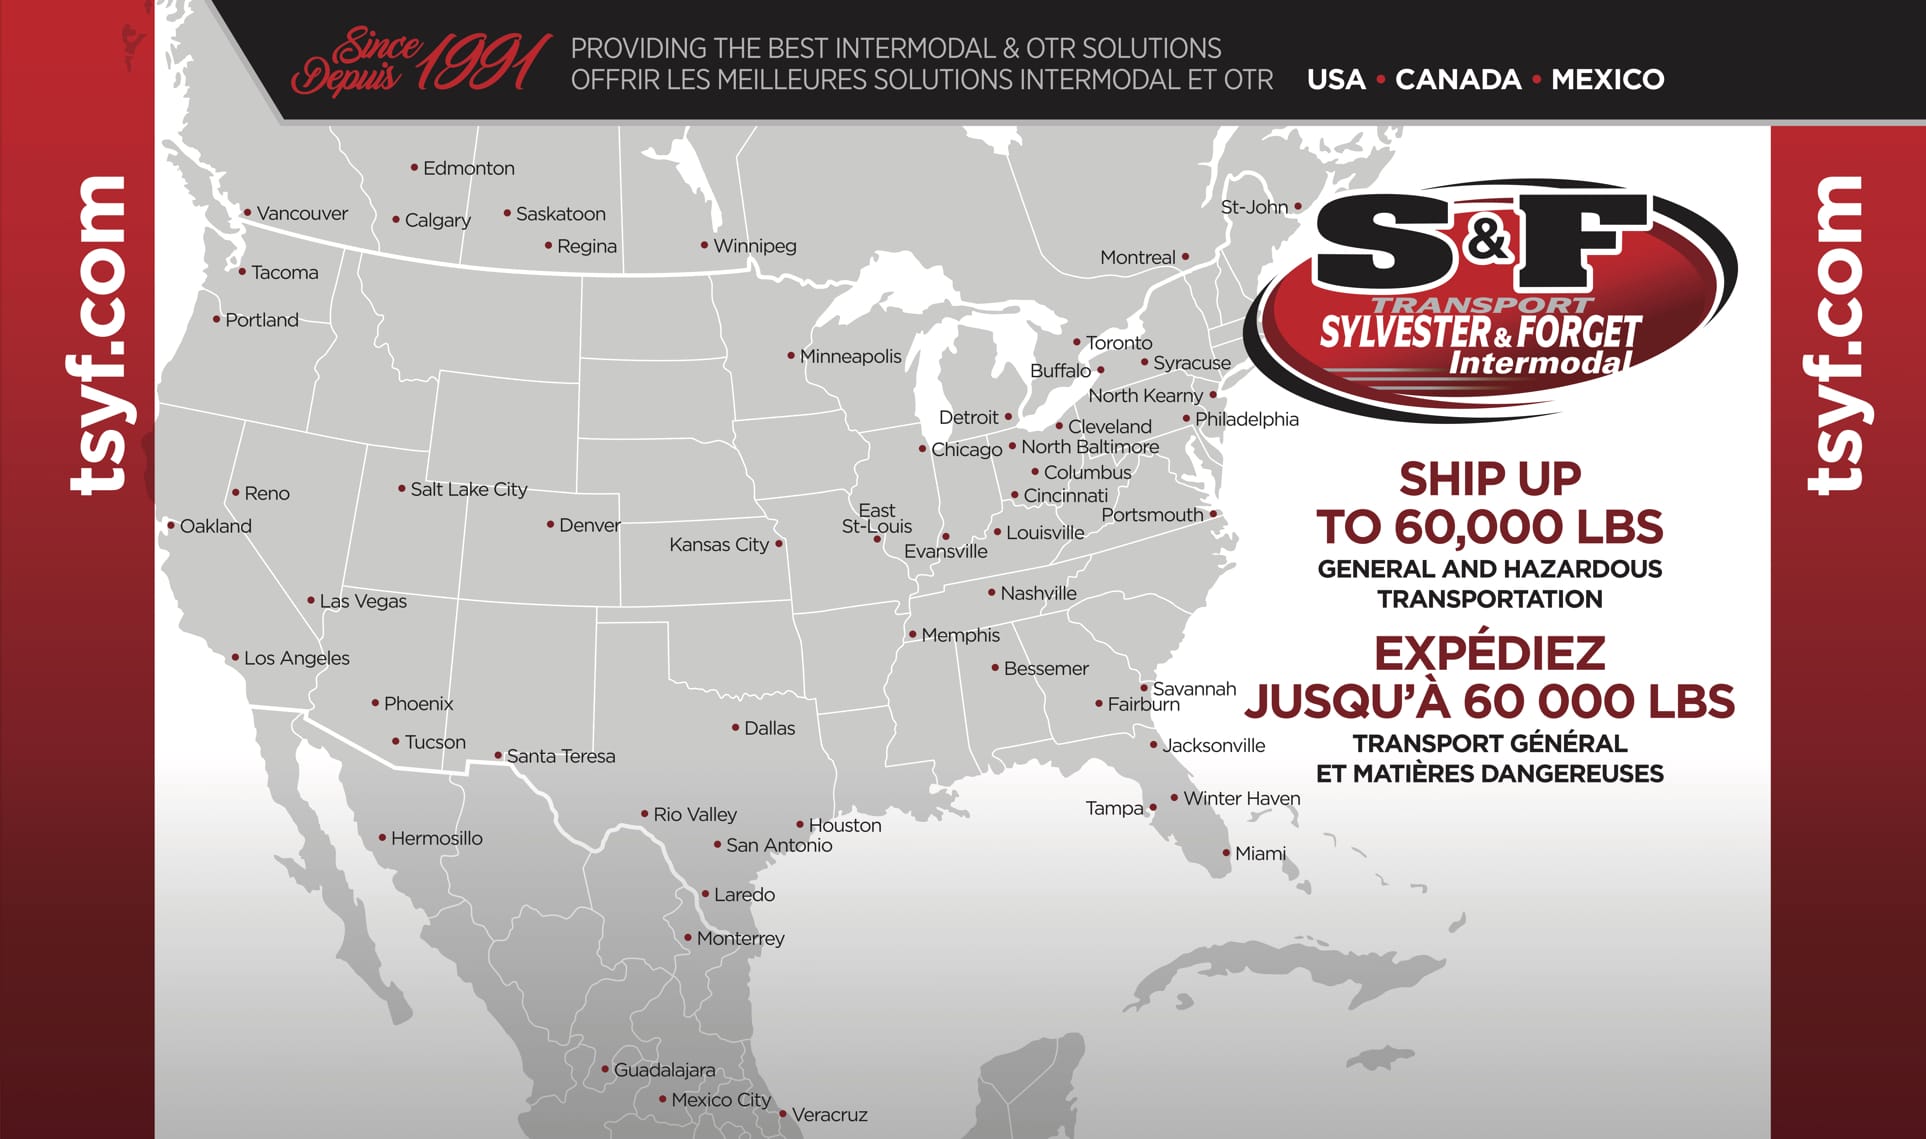 Since 1991
Depuis
PROVIDING THE BEST INTERMODAL & OTR SOLUTIONS
OFFRIR LES MEILLEURES SOLUTIONS INTERMODAL ET OTR
USA • CANADA • MEXICO
tsyf.com
tsyf.com
S&F
TRANSPORT
SYLVESTER & FORGET
Intermodal
SHIP UP
TO 60,000 LBS
GENERAL AND HAZARDOUS
TRANSPORTATION
EXPÉDIEZ
JUSQU'À 60 000 LBS
TRANSPORT GÉNÉRAL
ET MATIÈRES DANGEREUSES
Edmonton
Vancouver
Calgary
Saskatoon
Regina
Winnipeg
St-John
Montreal
Tacoma
Portland
Minneapolis
Toronto
Buffalo
Syracuse
North Kearny
Detroit
Philadelphia
Cleveland
Chicago
North Baltimore
Columbus
Cincinnati
Reno
Salt Lake City
Oakland
Denver
Kansas City
East
St-Louis
Evansville
Louisville
Portsmouth
Las Vegas
Nashville
Memphis
Los Angeles
Bessemer
Savannah
Fairburn
Phoenix
Tucson
Santa Teresa
Dallas
Jacksonville
Winter Haven
Tampa
Rio Valley
Houston
San Antonio
Hermosillo
Miami
Laredo
Monterrey
Guadalajara
Mexico City
Veracruz